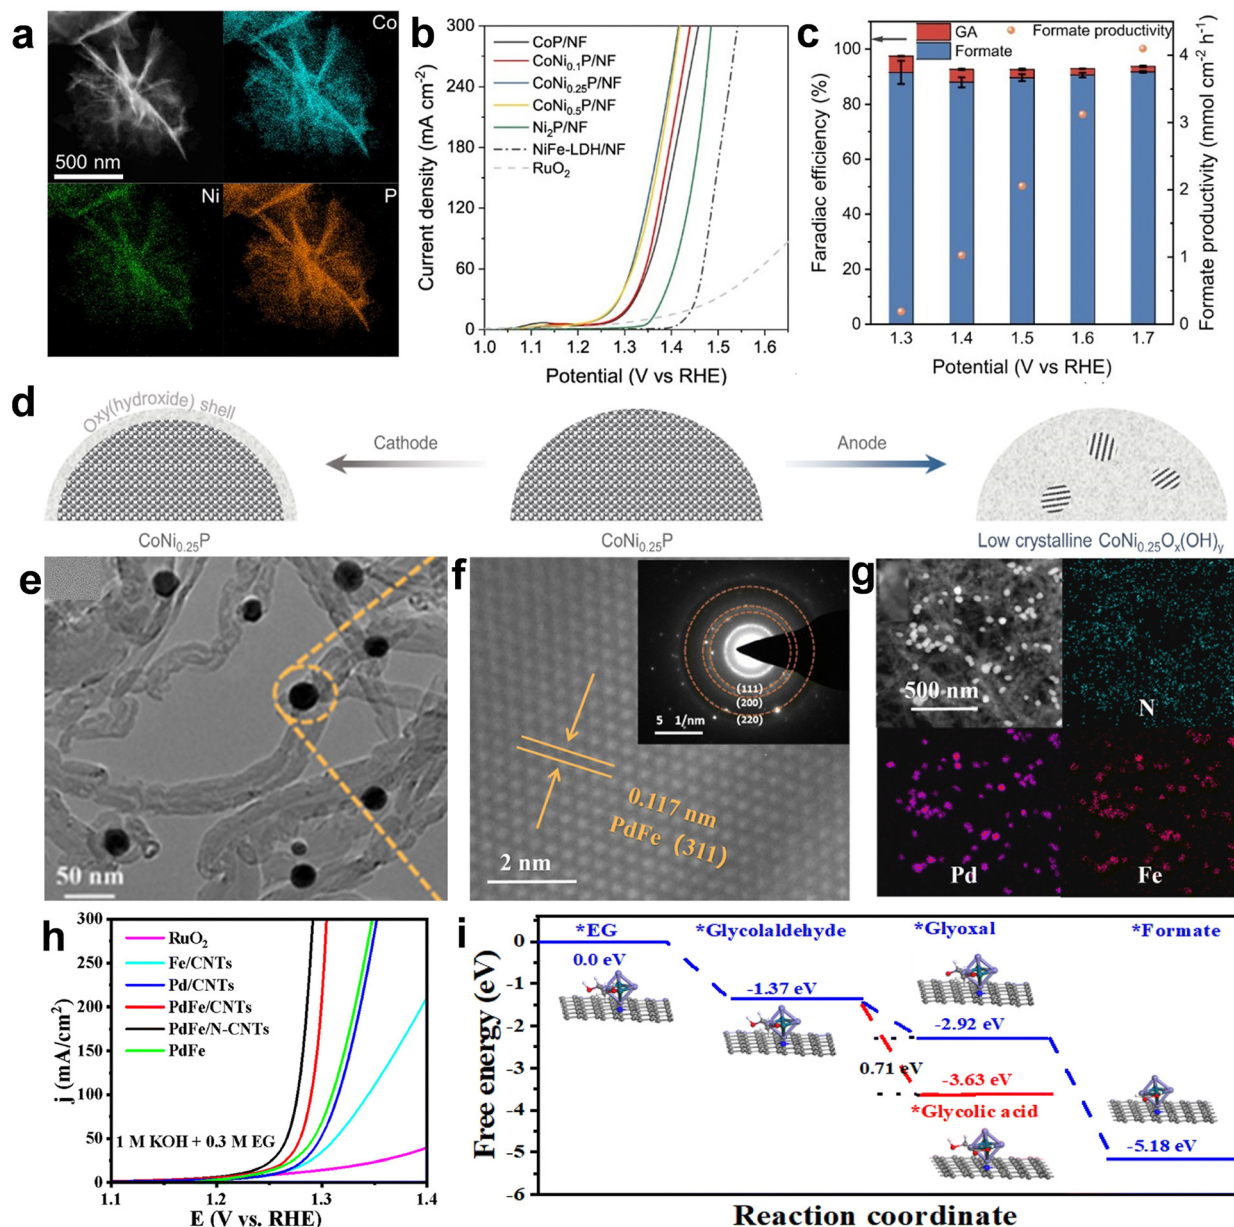 a
Co
500 nm
Ni
P
b
300
240
180
120
60
0
Current density (mA cm⁻²)
CoP/NF
CoNi₀.₁P/NF
CoNi₀.₂₅P/NF
CoNi₀.₅P/NF
Ni₂P/NF
NiFe-LDH/NF
RuO₂
1.0 1.1 1.2 1.3 1.4 1.5 1.6
Potential (V vs RHE)
c
GA
Formate productivity
Formate
100
80
60
40
20
0
Faradiac efficiency (%)
4
3
2
1
0
Formate productivity (mmol cm⁻² h⁻¹)
1.3 1.4 1.5 1.6 1.7
Potential (V vs RHE)
d
Oxy(hydroxide) shell
Cathode
Anode
CoNi₀.₂₅P
CoNi₀.₂₅P
Low crystalline CoNi₀.₂₅Oₓ(OH)ᵧ
e
50 nm
f
(111)
(200)
(220)
5 1/nm
0.117 nm
PdFe (311)
2 nm
g
500 nm
N
Pd
Fe
h
300
250
200
150
100
50
0
j (mA/cm²)
RuO₂
Fe/CNTs
Pd/CNTs
PdFe/CNTs
PdFe/N-CNTs
PdFe
1 M KOH + 0.3 M EG
1.1 1.2 1.3 1.4
E (V vs. RHE)
i
0
-1
-2
-3
-4
-5
-6
Free energy (eV)
*EG
0.0 eV
*Glycolaldehyde
-1.37 eV
*Glyoxal
-2.92 eV
0.71 eV
-3.63 eV
*Glycolic acid
*Formate
-5.18 eV
Reaction coordinate